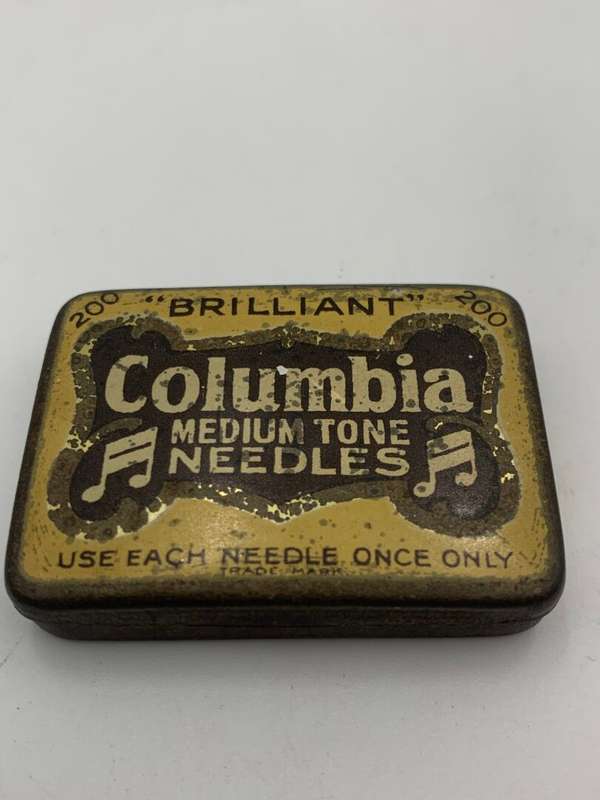 200 "BRILLIANT" 200
Columbia
MEDIUM TONE
NEEDLES
USE EACH NEEDLE ONCE ONLY
TRADE MARK